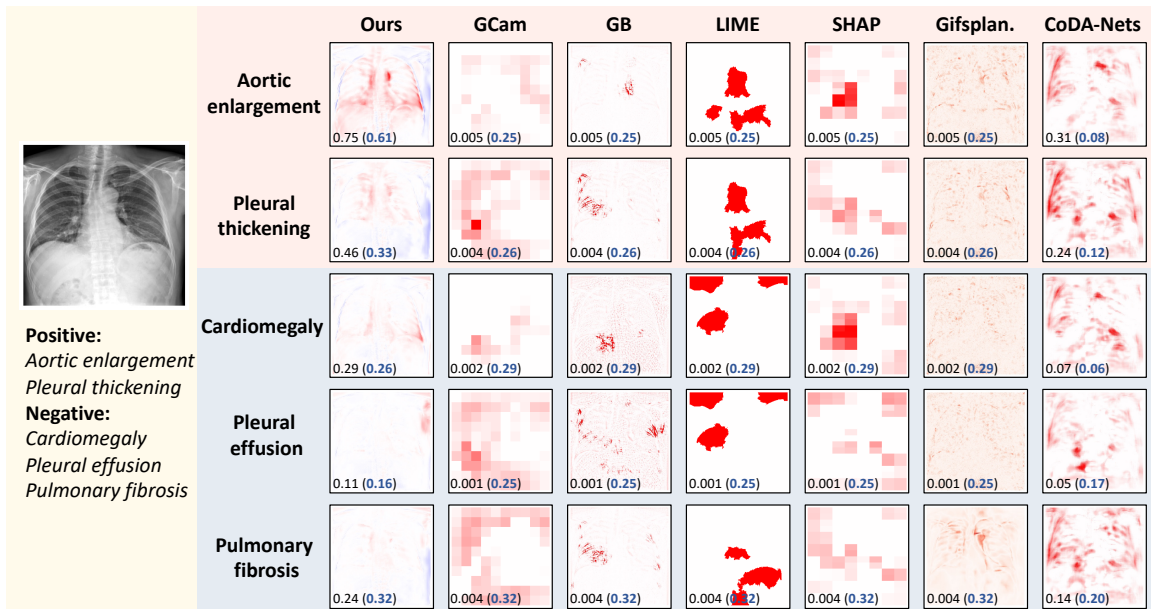 Ours GCam GB LIME SHAP Gifsplan. CoDA-Nets
Aortic
enlargement
0.75 (0.61) 0.005 (0.25) 0.005 (0.25) 0.005 (0.25) 0.005 (0.25) 0.005 (0.25) 0.31 (0.08)
Pleural
thickening
0.46 (0.33) 0.004 (0.26) 0.004 (0.26) 0.004 (0.26) 0.004 (0.26) 0.004 (0.26) 0.24 (0.12)
Cardiomegaly
0.29 (0.26) 0.002 (0.29) 0.002 (0.29) 0.002 (0.29) 0.002 (0.29) 0.002 (0.29) 0.07 (0.06)
Pleural
effusion
0.11 (0.16) 0.001 (0.25) 0.001 (0.25) 0.001 (0.25) 0.001 (0.25) 0.001 (0.25) 0.05 (0.17)
Pulmonary
fibrosis
0.24 (0.32) 0.004 (0.32) 0.004 (0.32) 0.004 (0.32) 0.004 (0.32) 0.004 (0.32) 0.14 (0.20)
Positive:
Aortic enlargement
Pleural thickening
Negative:
Cardiomegaly
Pleural effusion
Pulmonary fibrosis